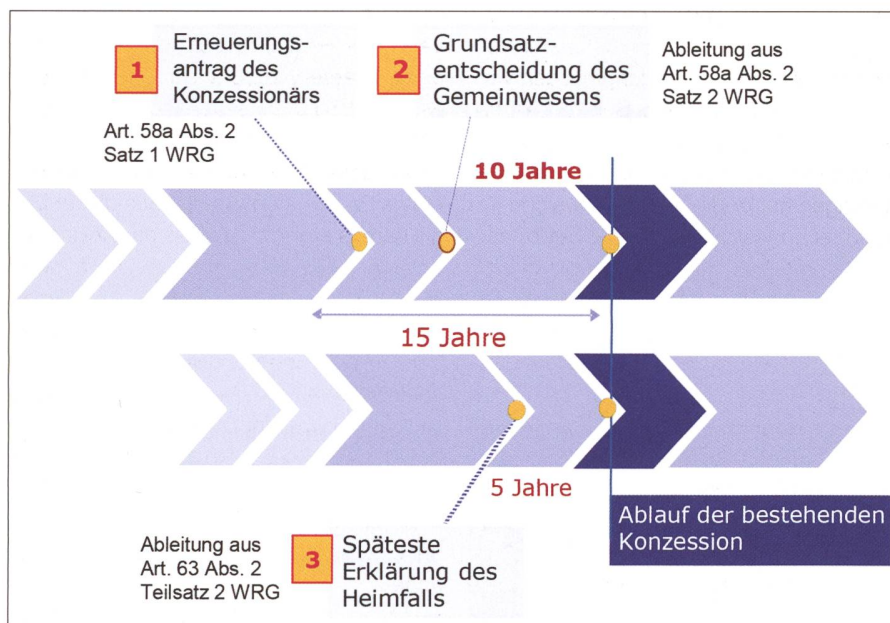 1
Erneuerungs-
antrag des
Konzessionärs
Art. 58a Abs. 2
Satz 1 WRG
2
Grundsatz-
entscheidung des
Gemeinwesens
Ableitung aus
Art. 58a Abs. 2
Satz 2 WRG
10 Jahre
15 Jahre
5 Jahre
Ablauf der bestehenden
Konzession
Ableitung aus
Art. 63 Abs. 2
Teilsatz 2 WRG
3
Späteste
Erklärung des
Heimfalls